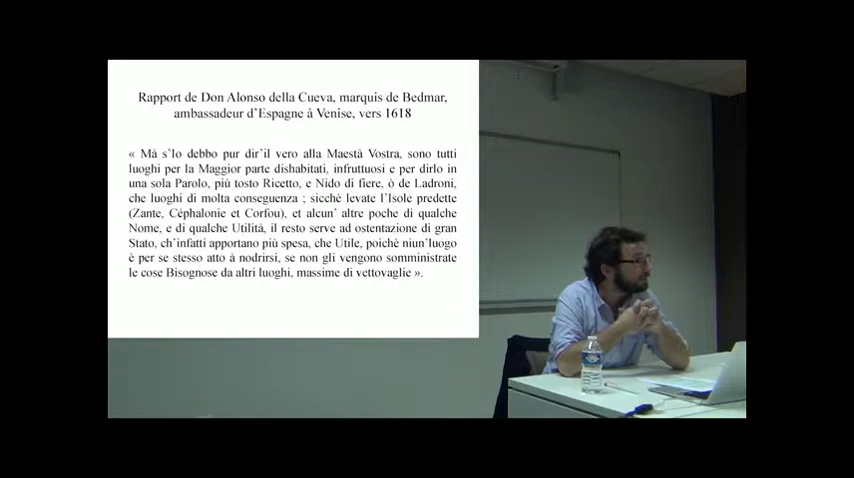 Rapport de Don Alonso della Cueva, marquis de Bedmar,
ambassadeur d'Espagne à Venise, vers 1618
« Mà s'Io debbo pur dir'il vero alla Maestà Vostra, sono tutti
luoghi per la Maggior parte dishabitati, infruttuosi e per dirlo in
una sola Parolo, più tosto Ricetto, e Nido di fiere, ò de Ladroni,
che luoghi di molta conseguenza ; sicchè levate l'Isole predette
(Zante, Céphalonie et Corfou), et alcun' altre poche di qualche
Nome, e di qualche Utilità, il resto serve ad ostentazione di gran
Stato, ch'infatti apportano più spesa, che Utile, poichè niun'luogo
è per se stesso atto à nodrirsi, se non gli vengono somministrate
le cose Bisognose da altri luoghi, massime di vettovaglie ».